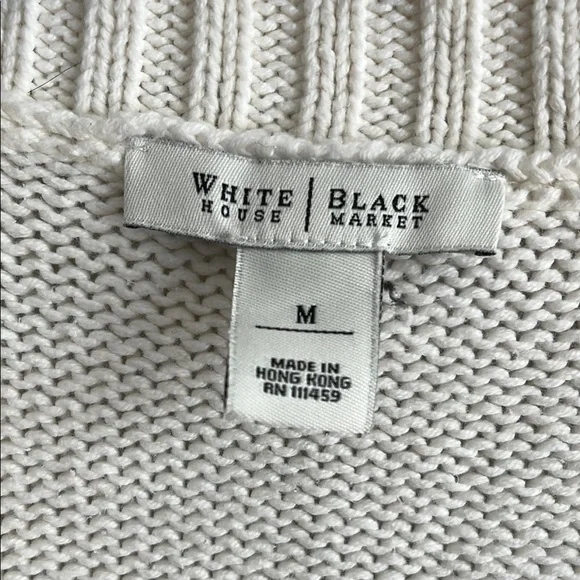 WHITE | BLACK
HOUSE | MARKET
M
MADE IN
HONG KONG
RN 111459